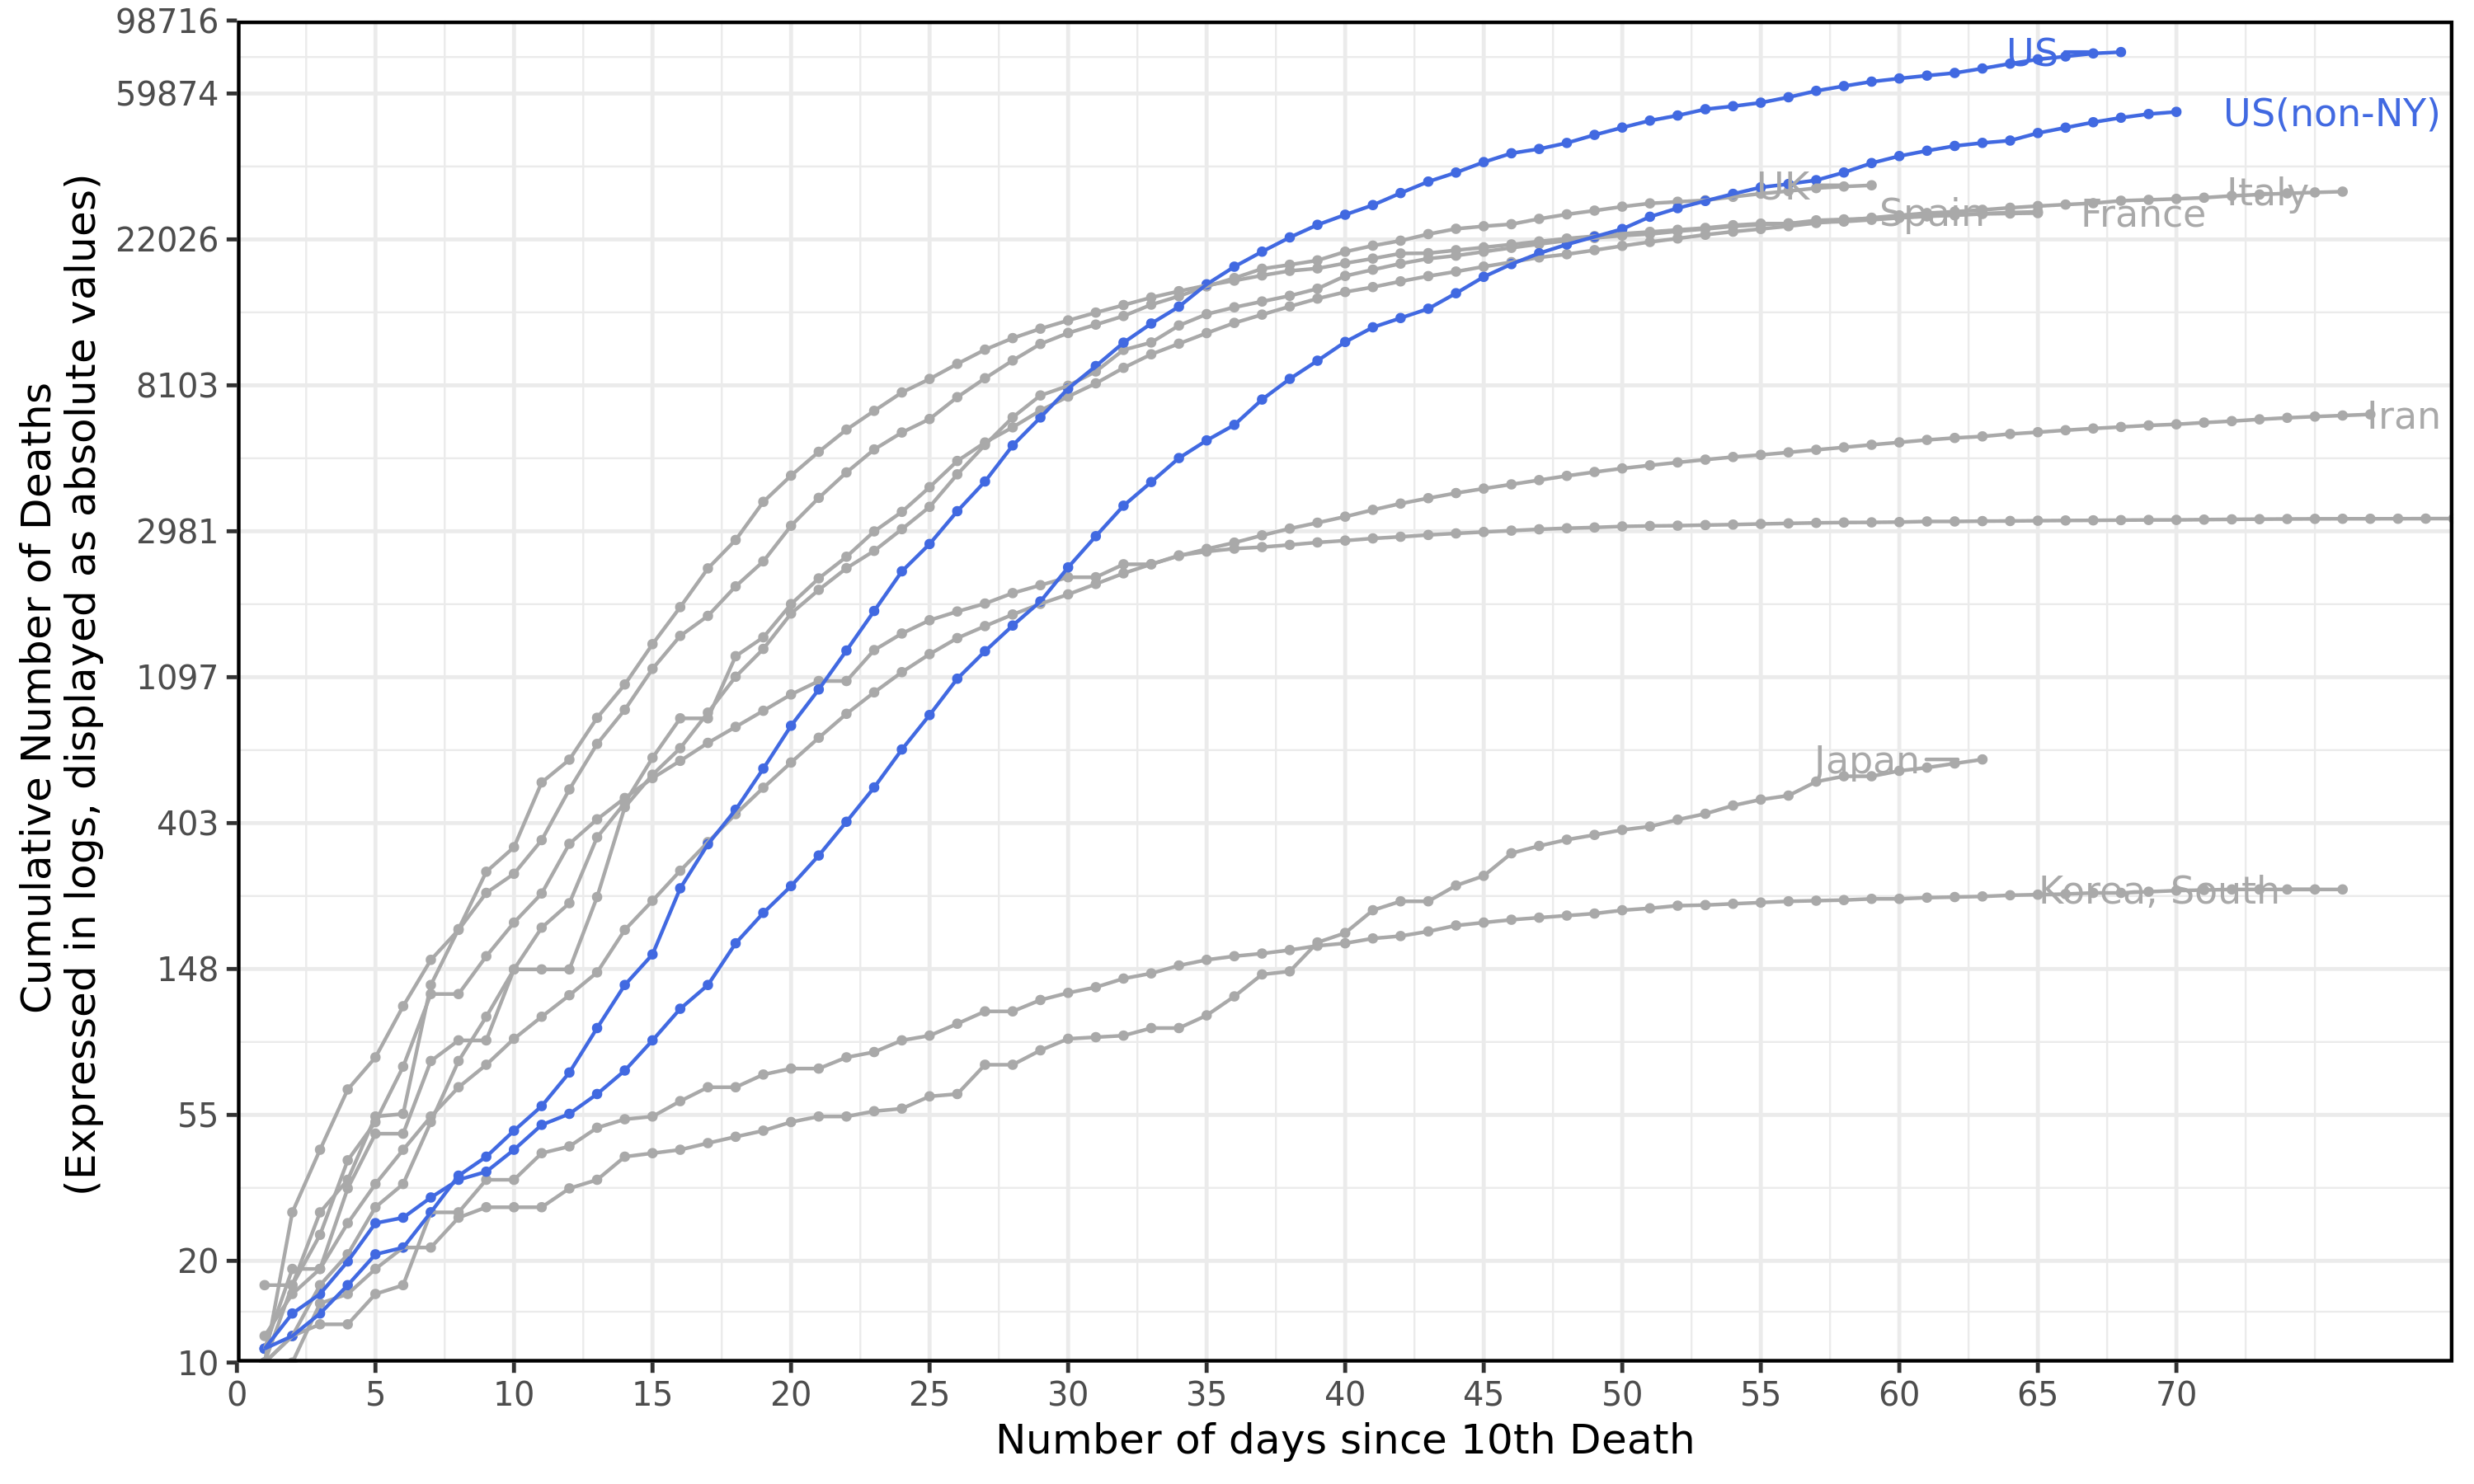 Cumulative Number of Deaths
(Expressed in logs, displayed as absolute values)
98716
59874
22026
8103
2981
1097
403
148
55
20
10
US
US(non-NY)
UK
Italy
Spain
France
Iran
Japan
Korea, South
0 5 10 15 20 25 30 35 40 45 50 55 60 65 70
Number of days since 10th Death